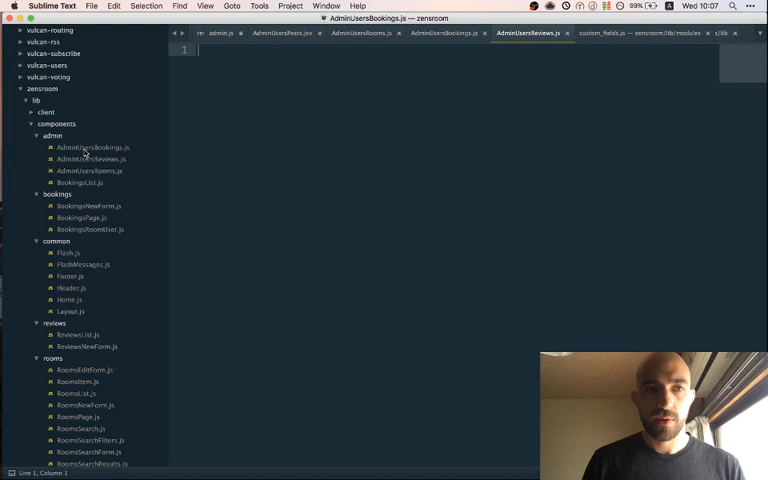 Sublime Text File Edit Selection Find View Goto Tools Project Window Help 99% A Wed 10:07
AdminUsersBookings.js — zensroom
vulcan-routing
vulcan-rss
vulcan-subscribe
vulcan-users
vulcan-voting
zensroom
lib
client
components
admin
AdminUsersBookings.js
AdminUsersReviews.js
AdminUsersRooms.js
BookingsList.js
bookings
BookingsNewForm.js
BookingsPage.js
BookingsRoomUser.js
common
Flash.js
FlashMessages.js
Footer.js
Header.js
Home.js
Layout.js
reviews
ReviewsList.js
ReviewsNewForm.js
rooms
RoomsEditForm.js
RoomsItem.js
RoomsList.js
RoomsNewForm.js
RoomsPage.js
RoomsSearch.js
RoomsSearchFilters.js
RoomsSearchForm.js
RoomsSearchResults.js
admin.js AdminUsersPosts.jsx AdminUsersRooms.js AdminUsersBookings.js AdminUsersReviews.js custom_fields.js — zensroom/lib/modules s/lib
1
Line 1, Column 1